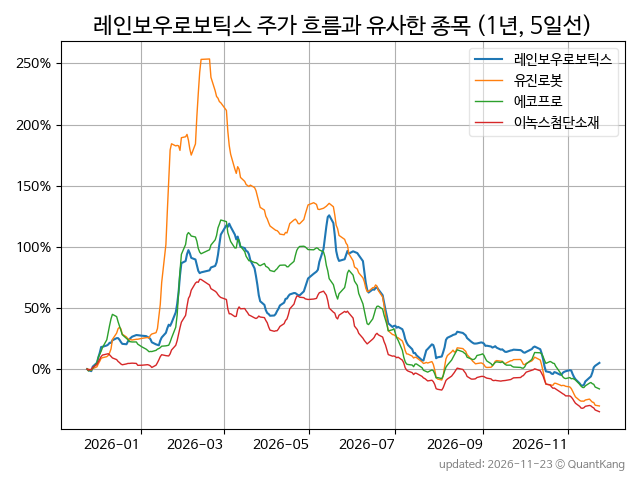 레인보우로보틱스 주가 흐름과 유사한 종목 (1년, 5일선)
레인보우로보틱스
유진로봇
에코프로
이녹스첨단소재
250%
200%
150%
100%
50%
0%
2026-01 2026-03 2026-05 2026-07 2026-09 2026-11
updated: 2026-11-23 © QuantKang